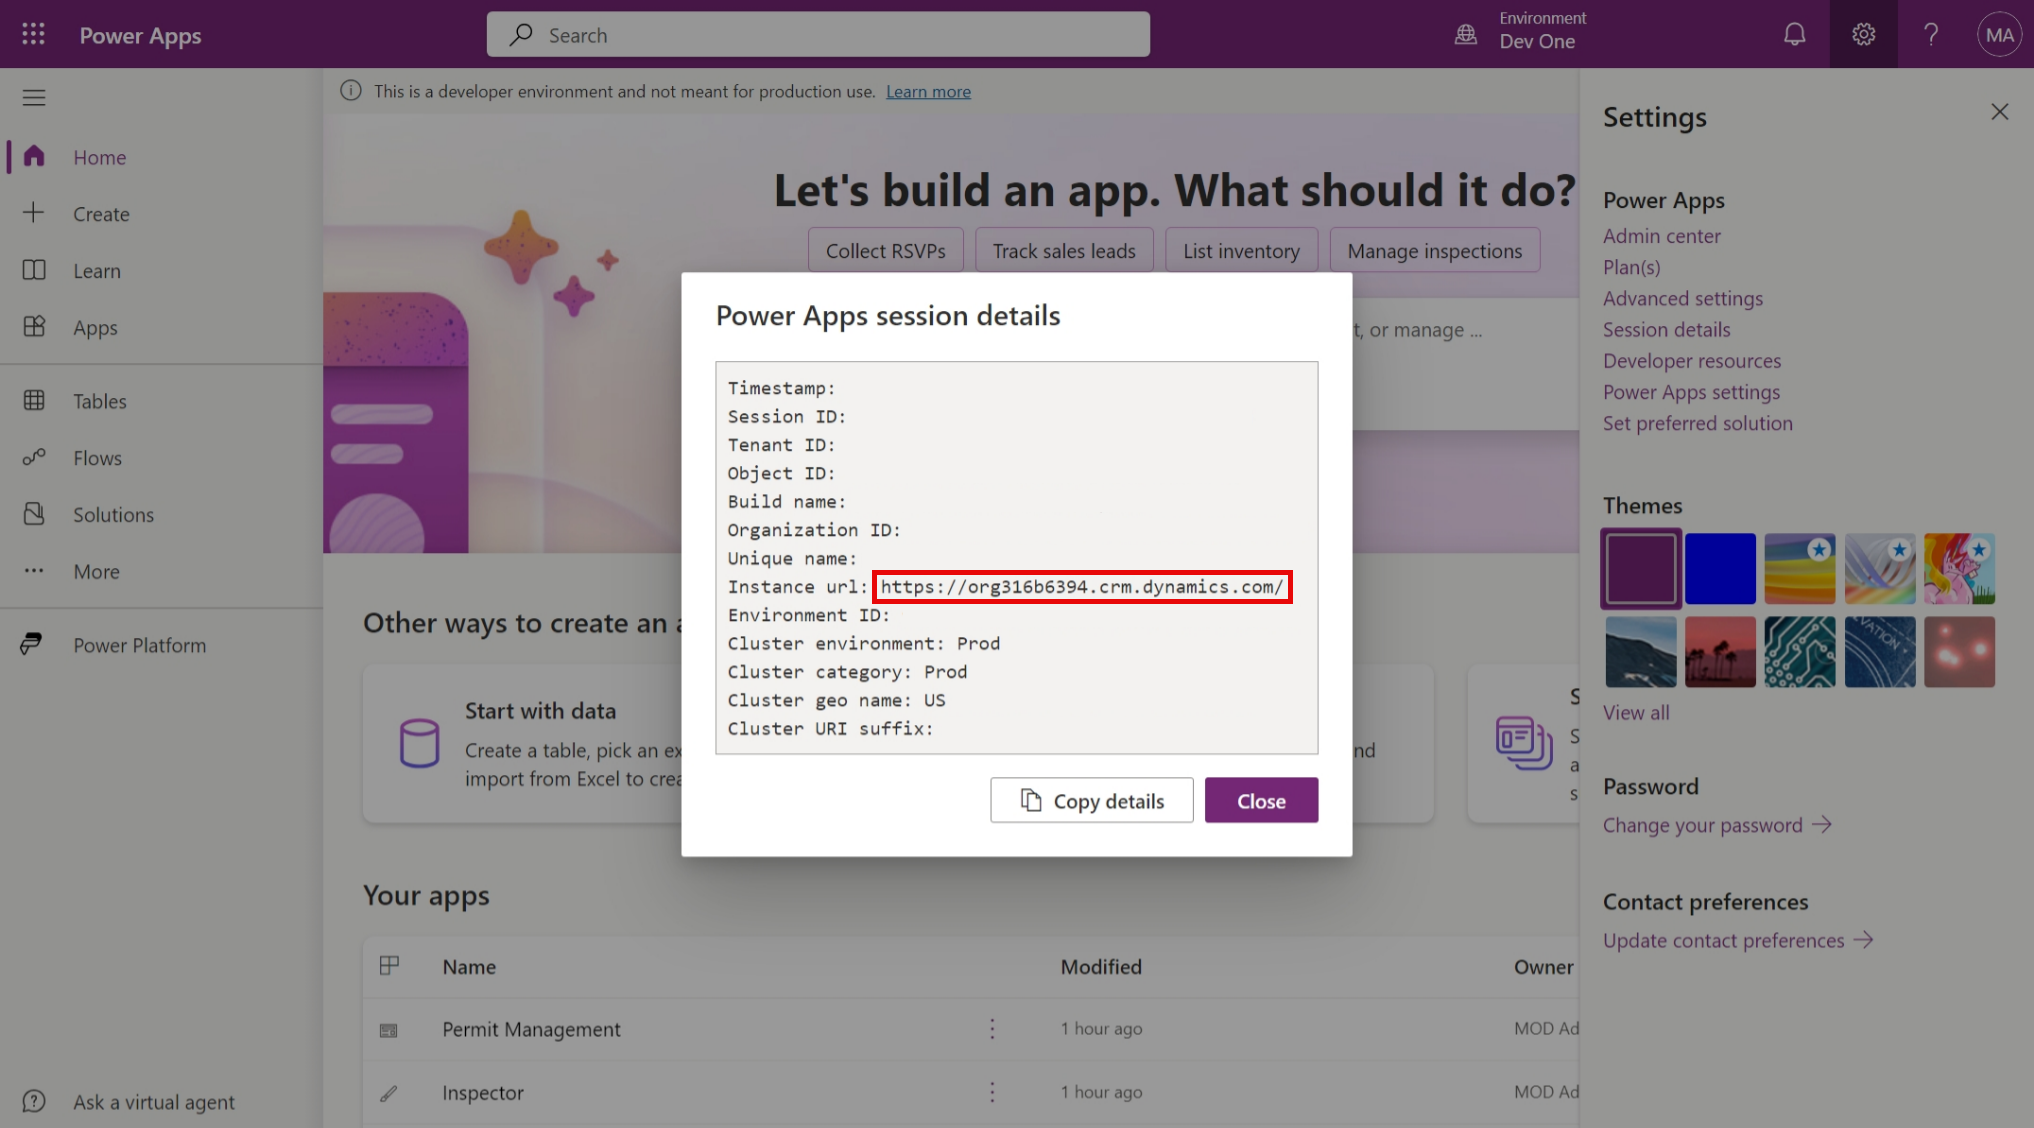 Power Apps
Search
Environment
Dev One
MA
This is a developer environment and not meant for production use. Learn more
Home
Create
Learn
Apps
Tables
Flows
Solutions
More
Power Platform
Ask a virtual agent
Let's build an app. What should it do?
Collect RSVPs
Track sales leads
List inventory
Manage inspections
t, or manage ...
Power Apps session details
Timestamp:
Session ID:
Tenant ID:
Object ID:
Build name:
Organization ID:
Unique name:
Instance url: https://org316b6394.crm.dynamics.com/
Environment ID:
Cluster environment: Prod
Cluster category: Prod
Cluster geo name: US
Cluster URI suffix:
Copy details
Close
Other ways to create an a
Start with data
Create a table, pick an ex
import from Excel to crea
nd
S
S
a
s
Your apps
Name
Modified
Owner
Permit Management
1 hour ago
MOD Ad
Inspector
1 hour ago
MOD Ad
Settings
Power Apps
Admin center
Plan(s)
Advanced settings
Session details
Developer resources
Power Apps settings
Set preferred solution
Themes
VATION
View all
Password
Change your password
Contact preferences
Update contact preferences